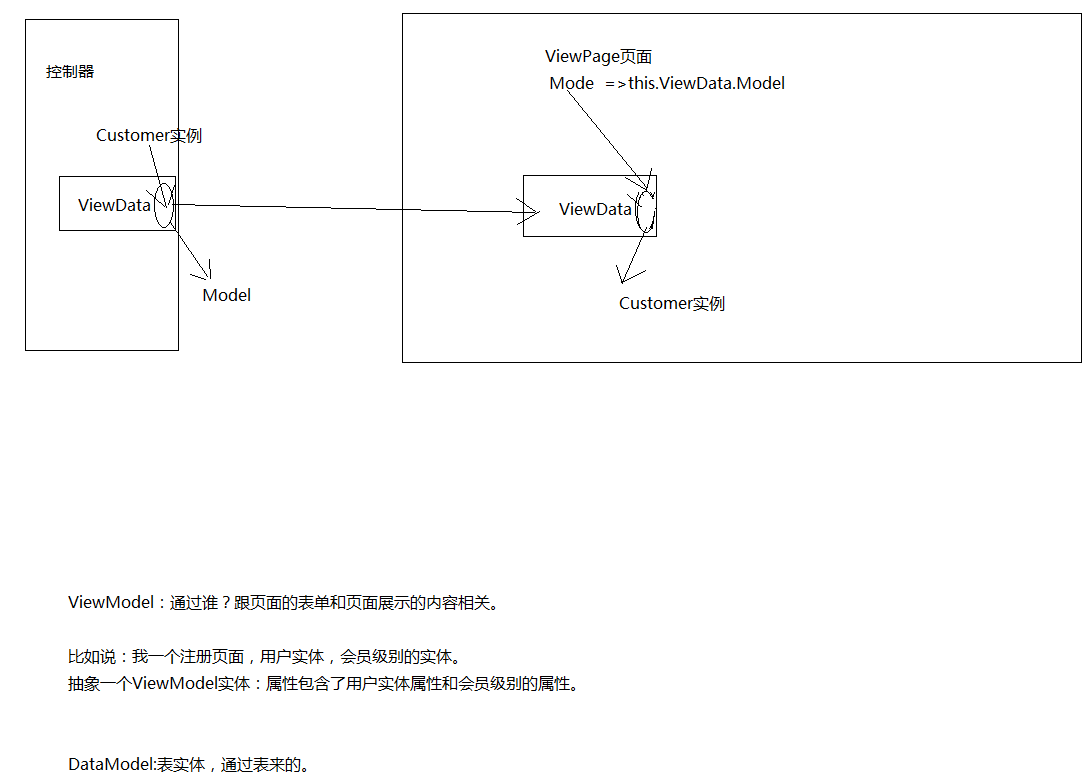 控制器
Customer实例
ViewData
Model
ViewPage页面
Mode =>this.ViewData.Model
ViewData
Customer实例
ViewModel：通过谁？跟页面的表单和页面展示的内容相关。
比如说：我一个注册页面，用户实体，会员级别的实体。
抽象一个ViewModel实体：属性包含了用户实体属性和会员级别的属性。
DataModel:表实体，通过表来的。